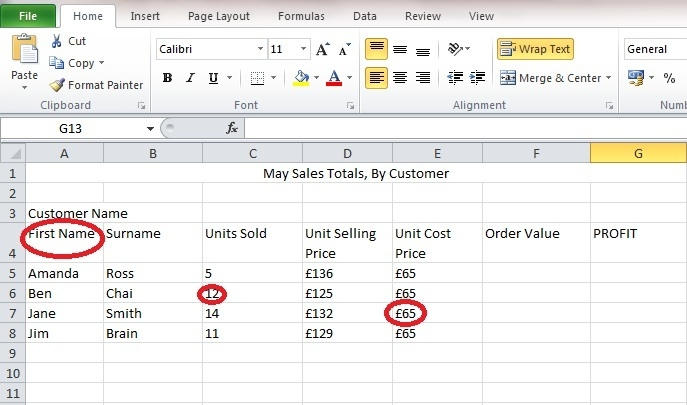 File Home Insert Page Layout Formulas Data Review View
Calibri 11 A A Wrap Text General
Cut
Copy
Paste Format Painter B I U A Merge & Center %
Clipboard Font Alignment Num
G13 fx
A B C D E F G
1 May Sales Totals, By Customer
2
3 Customer Name
First Name Surname Units Sold Unit Selling Unit Cost Order Value PROFIT
4 Price Price
5 Amanda Ross 5 £136 £65
6 Ben Chai 12 £125 £65
7 Jane Smith 14 £132 £65
8 Jim Brain 11 £129 £65
9
10
11